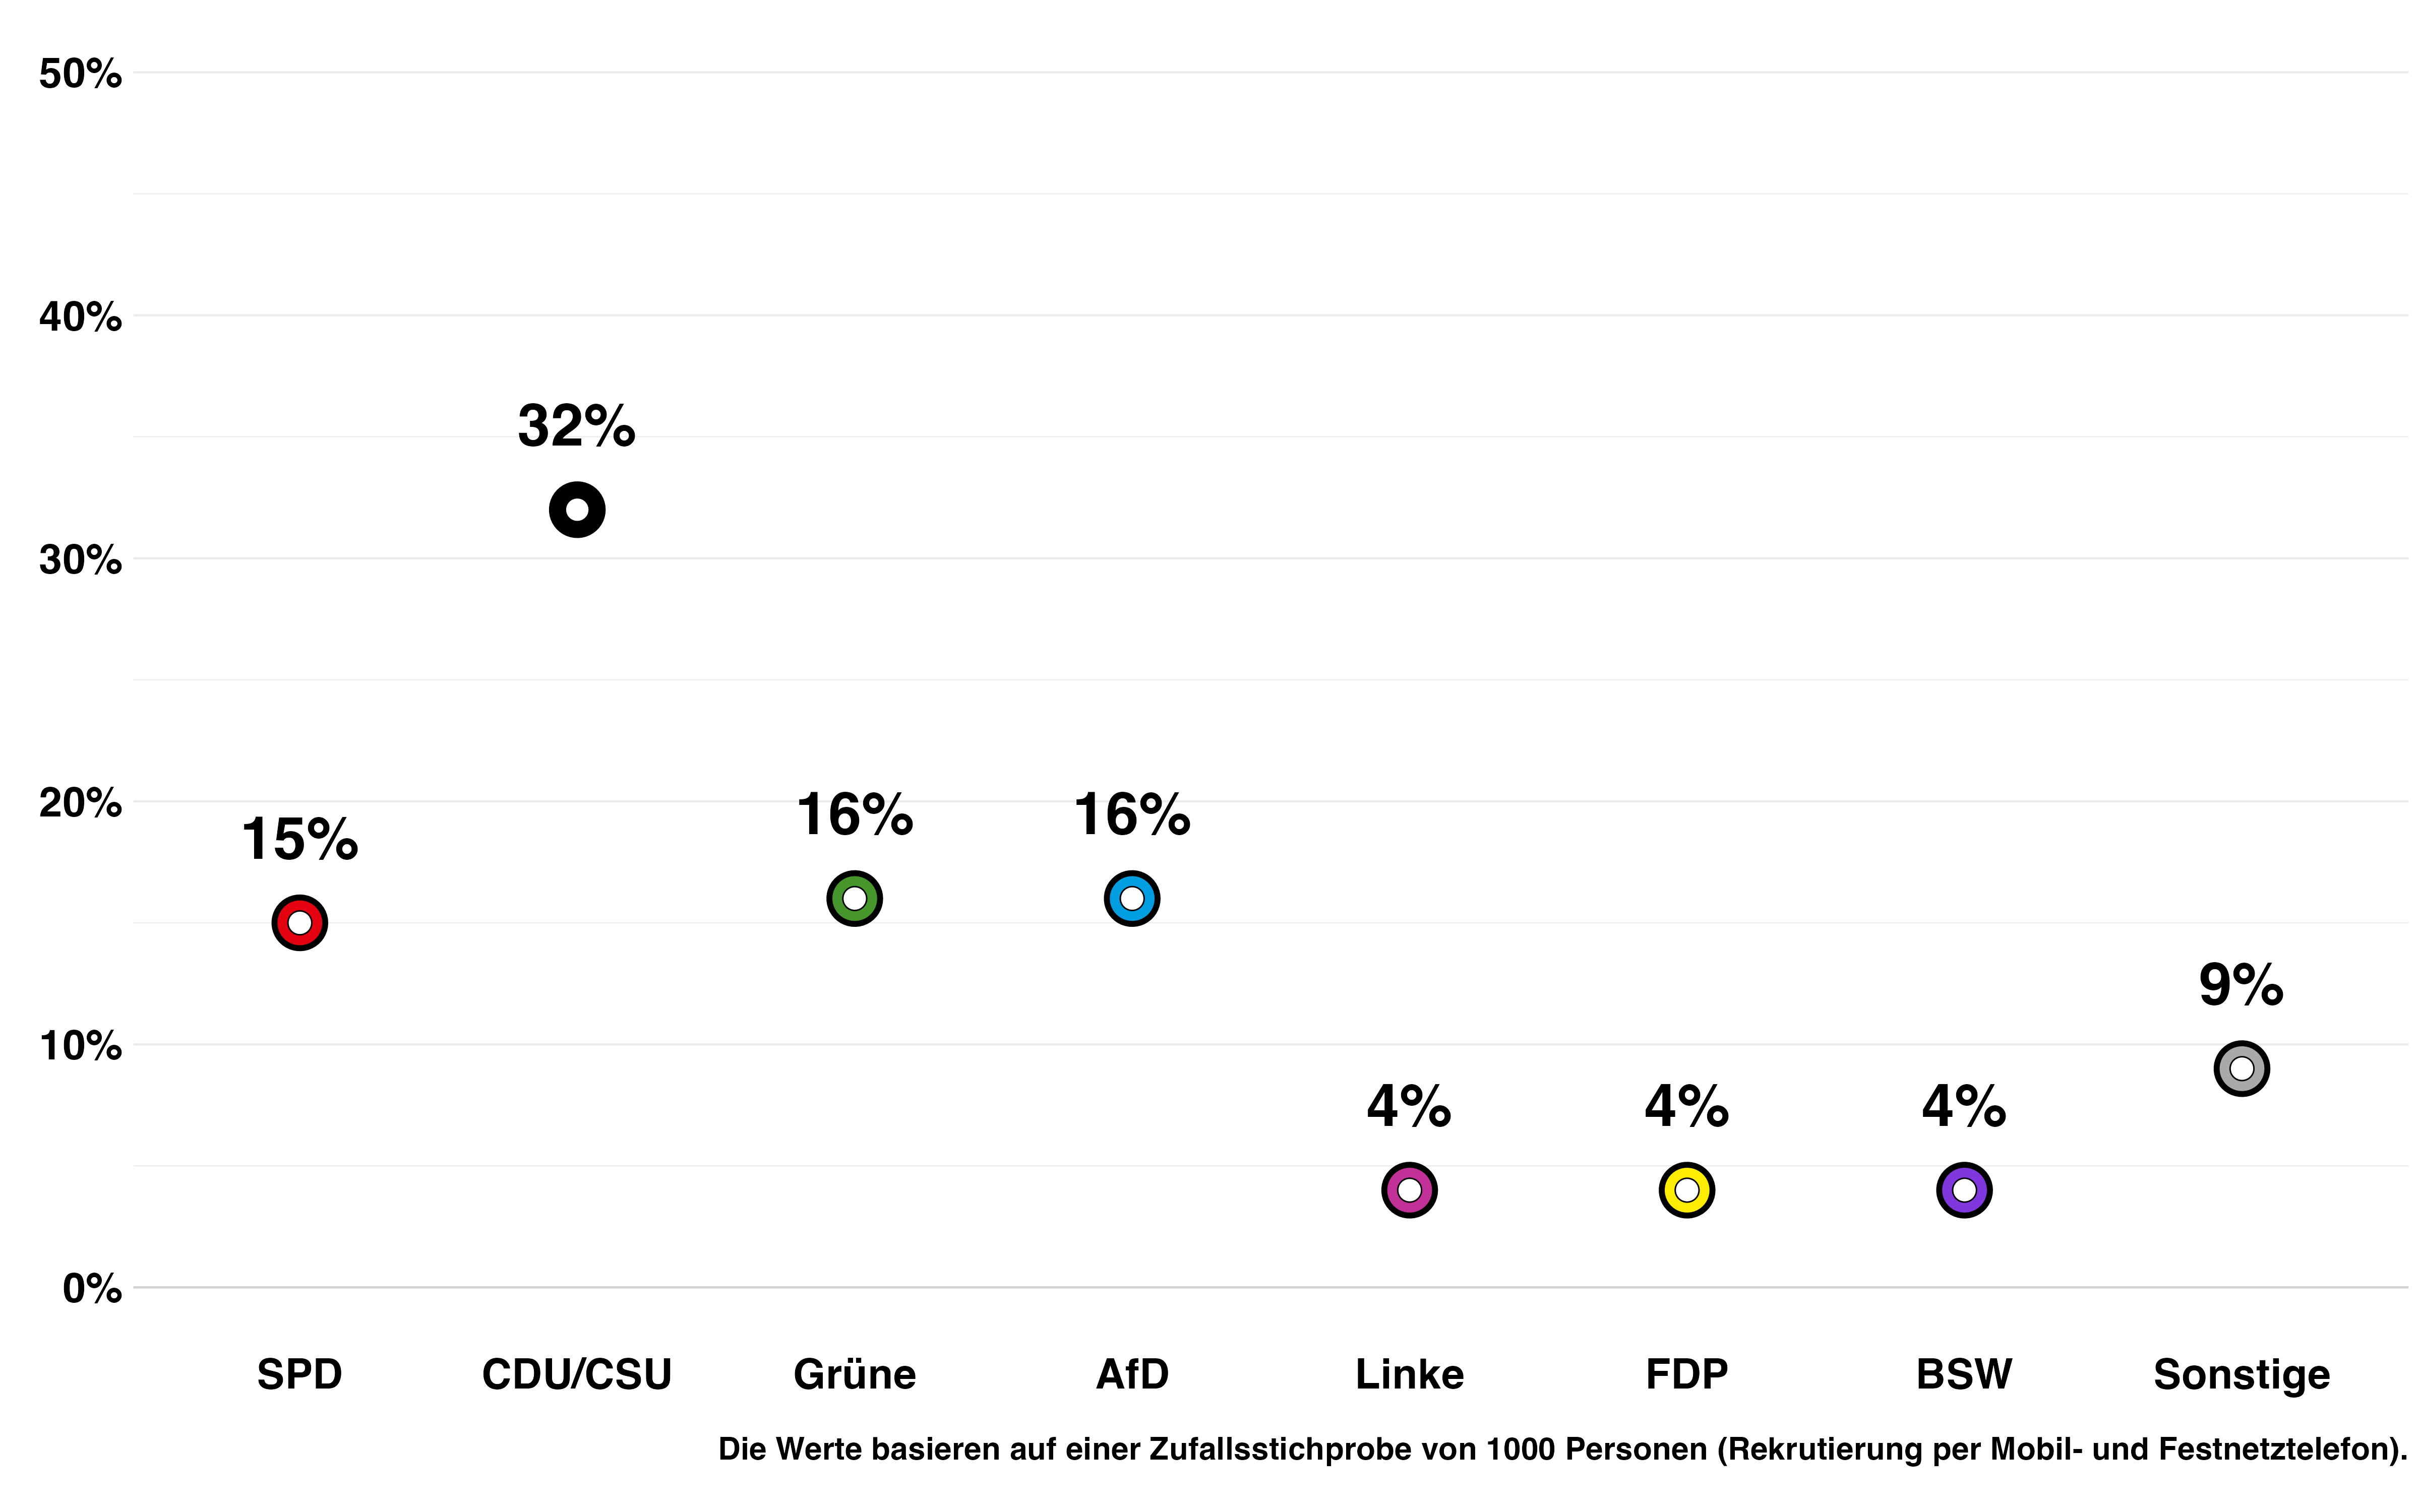 50%
40%
32%
30%
20%
15% 16% 16%
9%
10%
4% 4% 4%
0%
SPD CDU/CSU Grüne AfD Linke FDP BSW Sonstige
Die Werte basieren auf einer Zufallsstichprobe von 1000 Personen (Rekrutierung per Mobil- und Festnetztelefon).